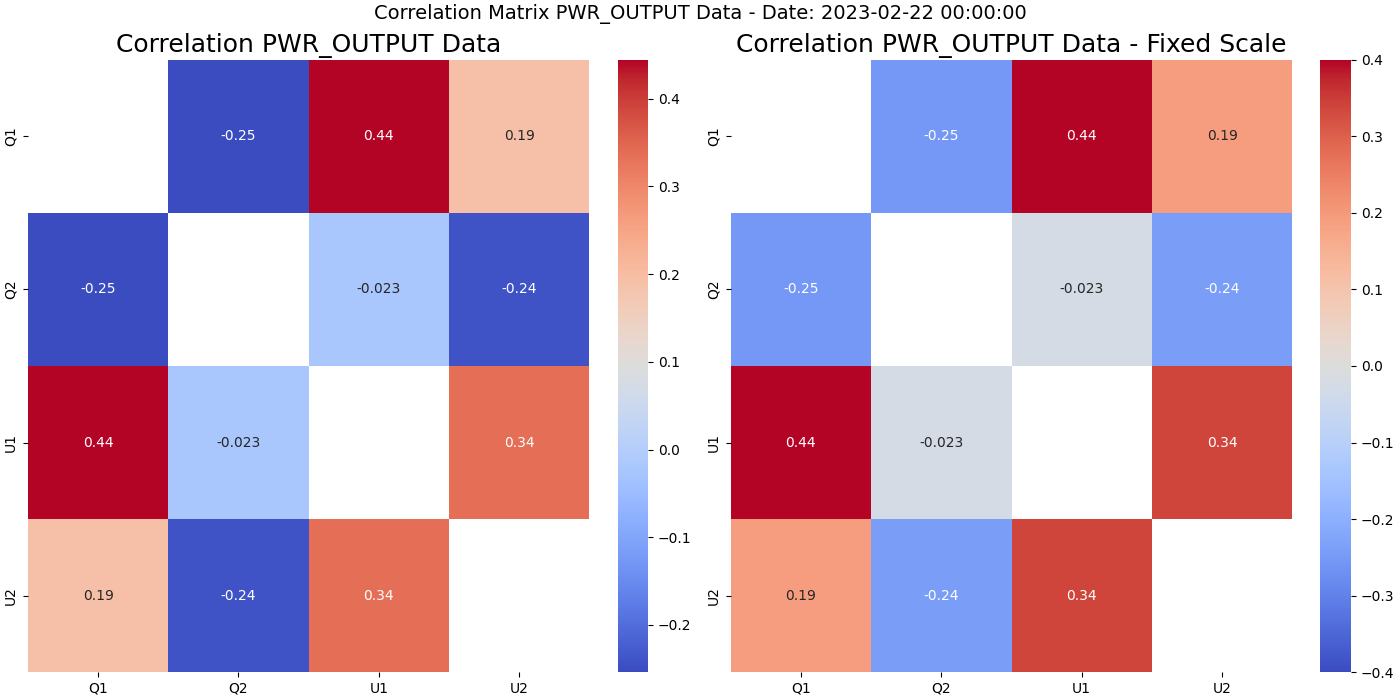 Correlation Matrix PWR_OUTPUT Data - Date: 2023-02-22 00:00:00
Correlation PWR_OUTPUT Data
Q1
-0.25
0.44
0.19
Q2
-0.25
-0.023
-0.24
U1
0.44
-0.023
0.34
U2
0.19
-0.24
0.34
Q1
Q2
U1
U2
0.4
0.3
0.2
0.1
0.0
−0.1
−0.2
Correlation PWR_OUTPUT Data - Fixed Scale
Q1
-0.25
0.44
0.19
Q2
-0.25
-0.023
-0.24
U1
0.44
-0.023
0.34
U2
0.19
-0.24
0.34
Q1
Q2
U1
U2
0.4
0.3
0.2
0.1
0.0
−0.1
−0.2
−0.3
−0.4